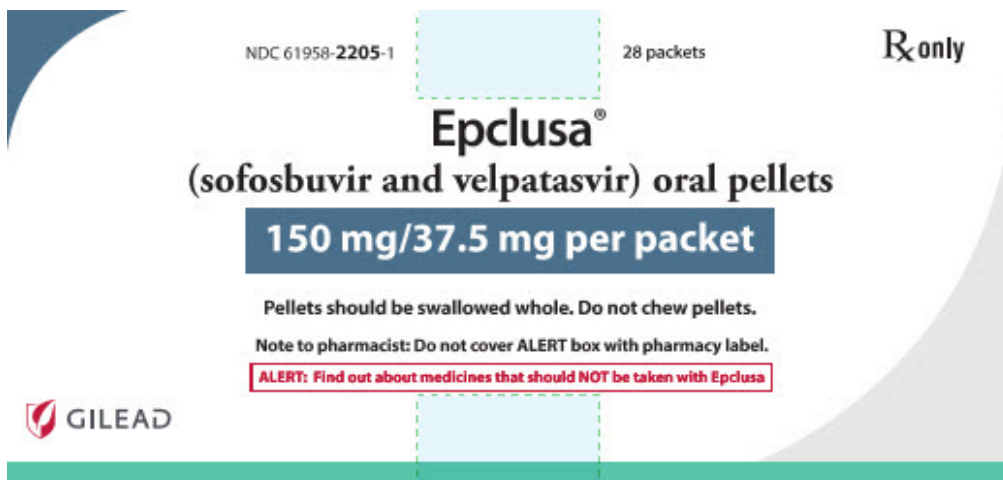 NDC 61958-2205-1
28 packets
Rx only
Epclusa®
(sofosbuvir and velpatasvir) oral pellets
150 mg/37.5 mg per packet
Pellets should be swallowed whole. Do not chew pellets.
Note to pharmacist: Do not cover ALERT box with pharmacy label.
ALERT: Find out about medicines that should NOT be taken with Epclusa
GILEAD